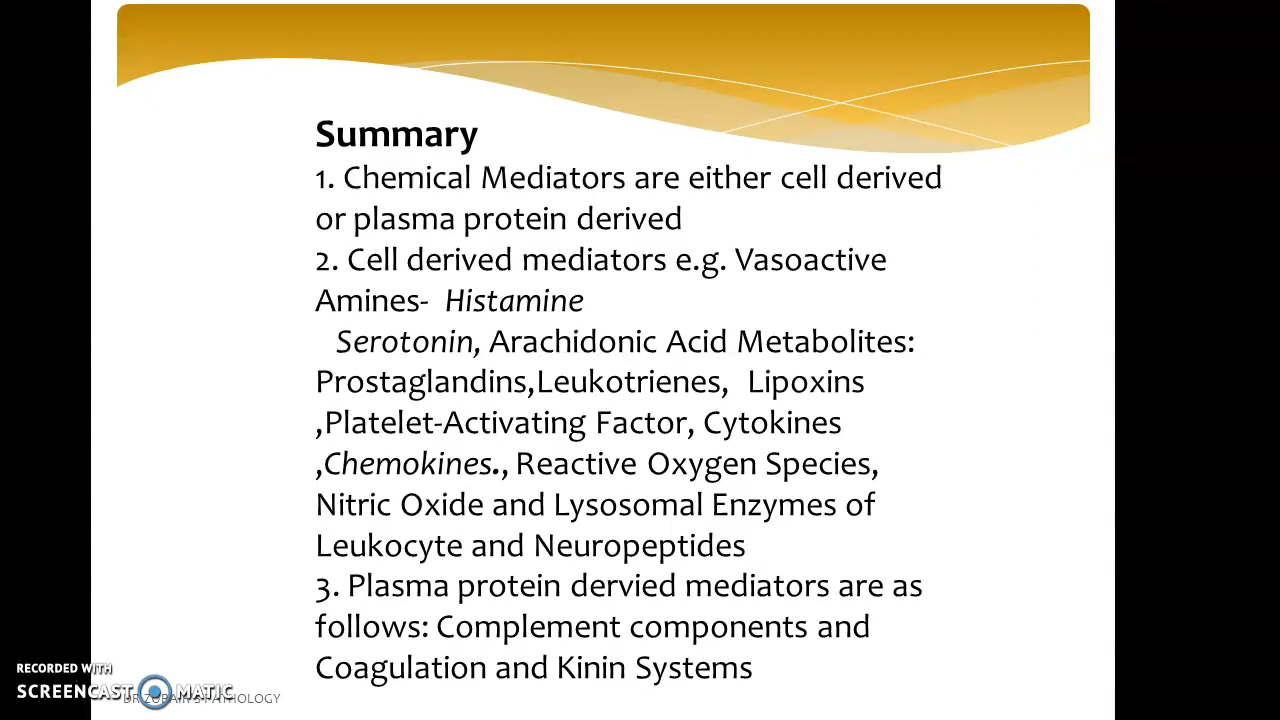 Summary
1. Chemical Mediators are either cell derived
or plasma protein derived
2. Cell derived mediators e.g. Vasoactive
Amines- Histamine
Serotonin, Arachidonic Acid Metabolites:
Prostaglandins,Leukotrienes, Lipoxins
,Platelet-Activating Factor, Cytokines
,Chemokines., Reactive Oxygen Species,
Nitric Oxide and Lysosomal Enzymes of
Leukocyte and Neuropeptides
3. Plasma protein dervied mediators are as
follows: Complement components and
Coagulation and Kinin Systems
RECORDED WITH
SCREENCAST MATIC
PATHOLOGY